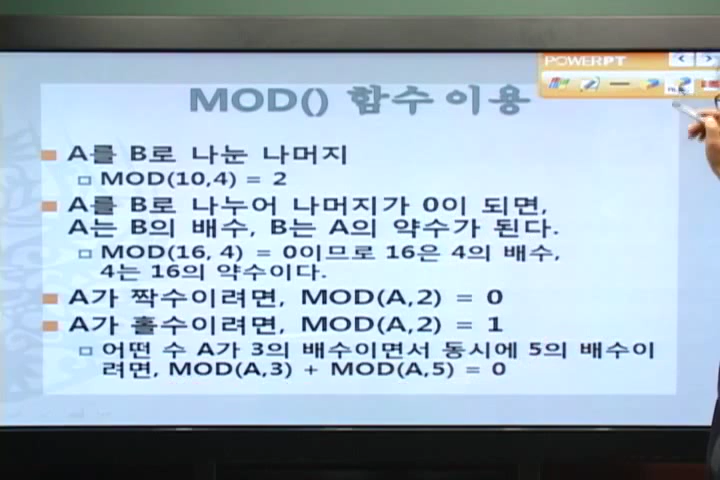 POWERPT
MOD() 함수 이용
A를 B로 나눈 나머지
MOD(10,4) = 2
A를 B로 나누어 나머지가 0이 되면,
A는 B의 배수, B는 A의 약수가 된다.
MOD(16, 4) = 0이므로 16은 4의 배수,
4는 16의 약수이다.
A가 짝수이려면, MOD(A,2) = 0
A가 홀수이려면, MOD(A,2) = 1
어떤 수 A가 3의 배수이면서 동시에 5의 배수이
려면, MOD(A,3) + MOD(A,5) = 0